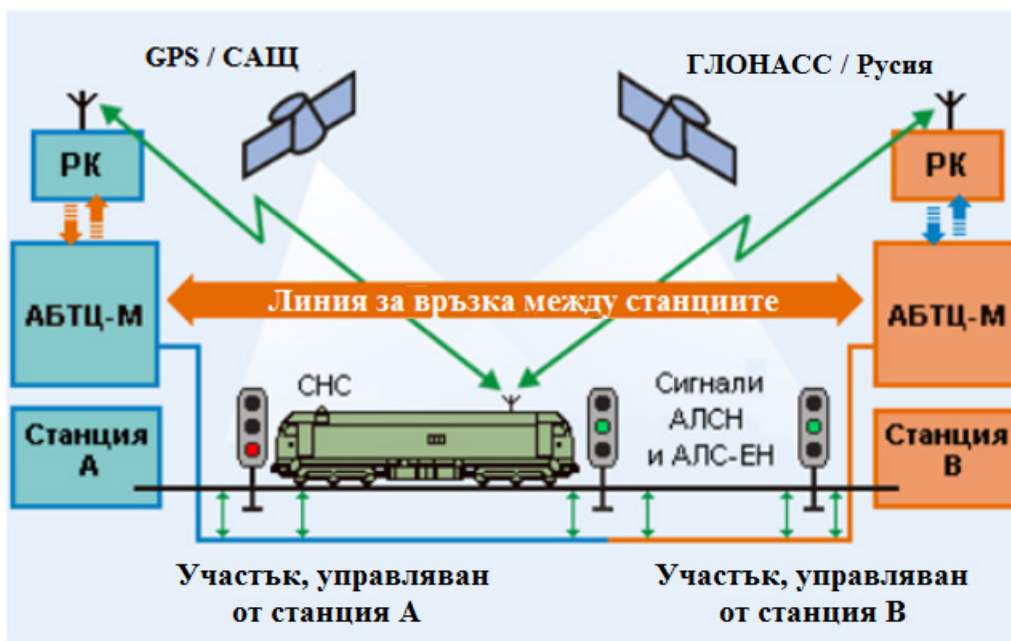 GPS / САЩ
ГЛОНАСС / Русия
РК
РК
АБТЦ-М
Линия за връзка между станциите
АБТЦ-М
СНС
Сигнали
АЛСН
и АЛС-ЕН
Станция
А
Станция
В
Участък, управляван
от станция А
Участък, управляван
от станция В